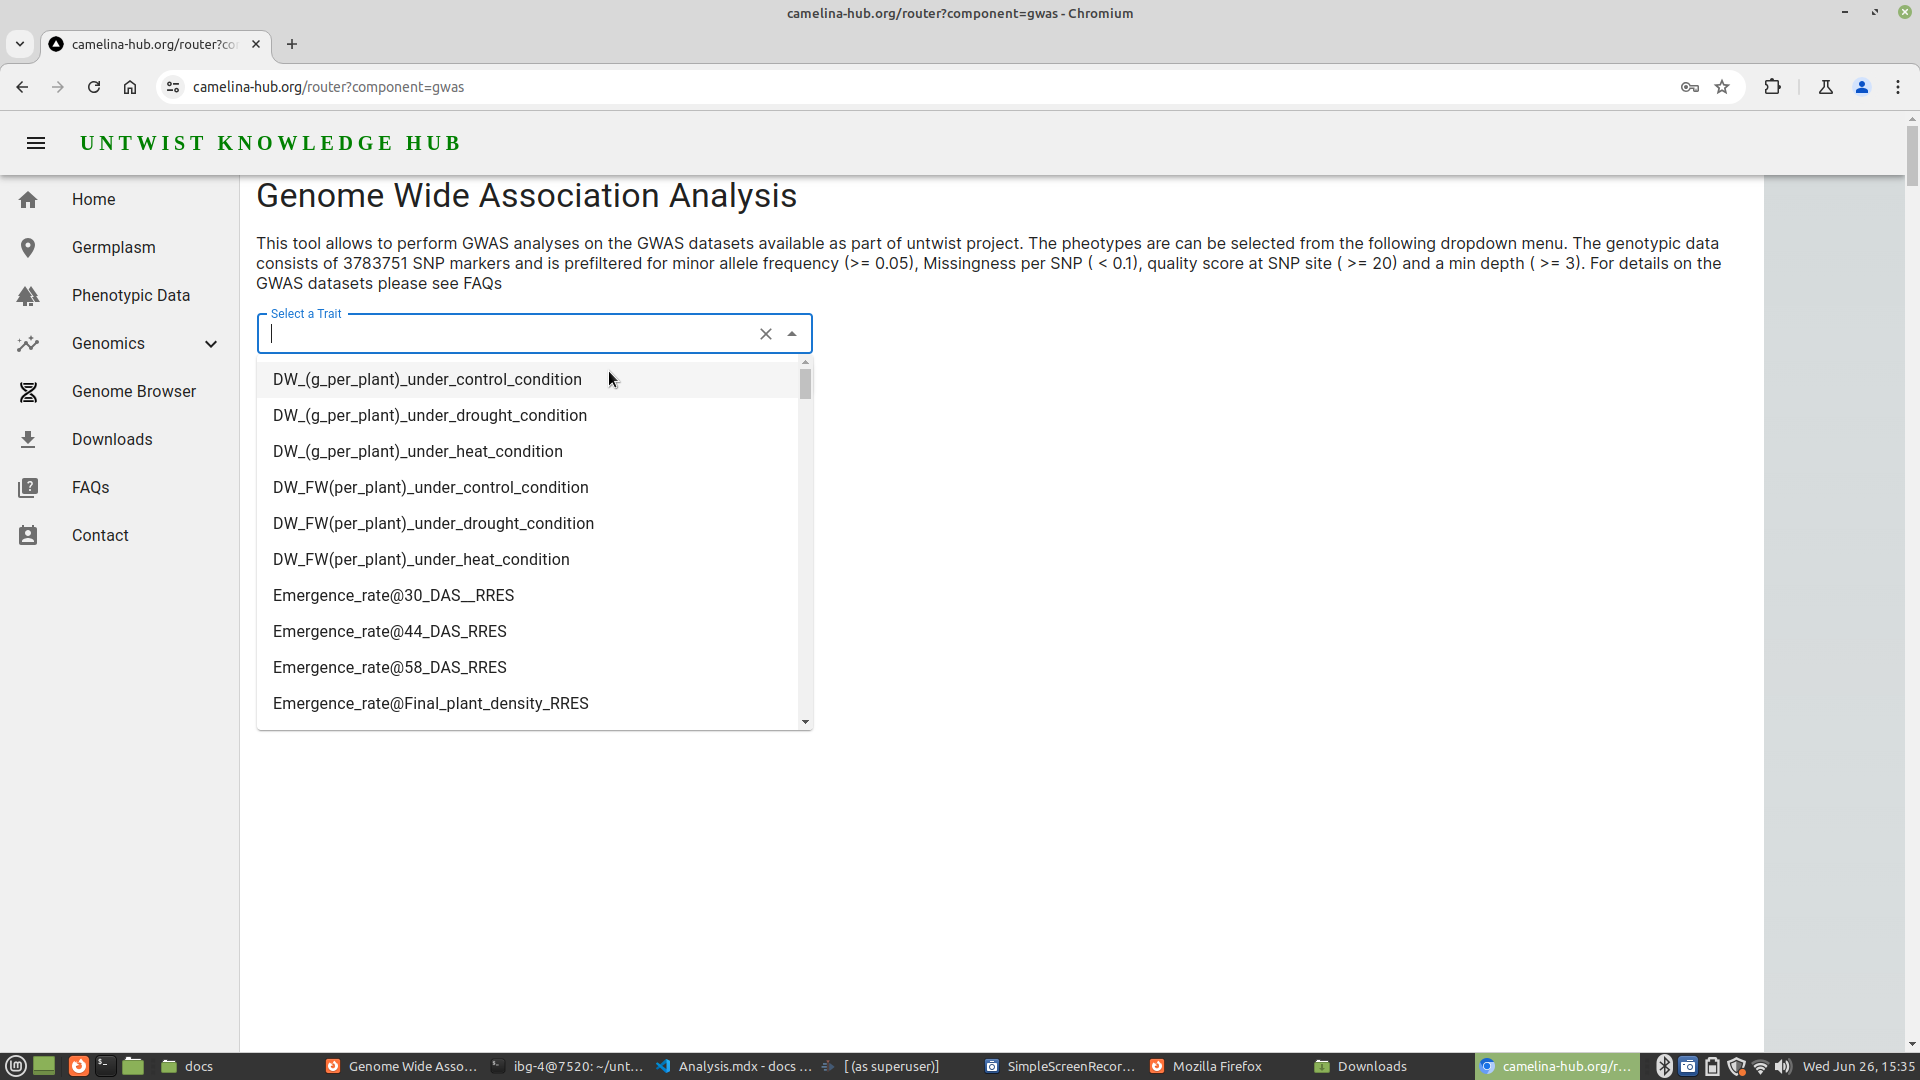 camelina-hub.org/router?component=gwas - Chromium
camelina-hub.org/router?co
camelina-hub.org/router?component=gwas
UNTWIST KNOWLEDGE HUB
Home
Germplasm
Phenotypic Data
Genomics
Genome Browser
Downloads
FAQs
Contact
Genome Wide Association Analysis
This tool allows to perform GWAS analyses on the GWAS datasets available as part of untwist project. The pheotypes are can be selected from the following dropdown menu. The genotypic data
consists of 3783751 SNP markers and is prefiltered for minor allele frequency (>= 0.05), Missingness per SNP ( < 0.1), quality score at SNP site ( >= 20) and a min depth ( >= 3). For details on the
GWAS datasets please see FAQs
Select a Trait
DW_(g_per_plant)_under_control_condition
DW_(g_per_plant)_under_drought_condition
DW_(g_per_plant)_under_heat_condition
DW_FW(per_plant)_under_control_condition
DW_FW(per_plant)_under_drought_condition
DW_FW(per_plant)_under_heat_condition
Emergence_rate@30_DAS__RRES
Emergence_rate@44_DAS_RRES
Emergence_rate@58_DAS_RRES
Emergence_rate@Final_plant_density_RRES
docs
Genome Wide Asso...
ibg-4@7520: ~/unt...
Analysis.mdx - docs ...
[ (as superuser)]
SimpleScreenRecor...
Mozilla Firefox
Downloads
camelina-hub.org/r...
Wed Jun 26, 15:35